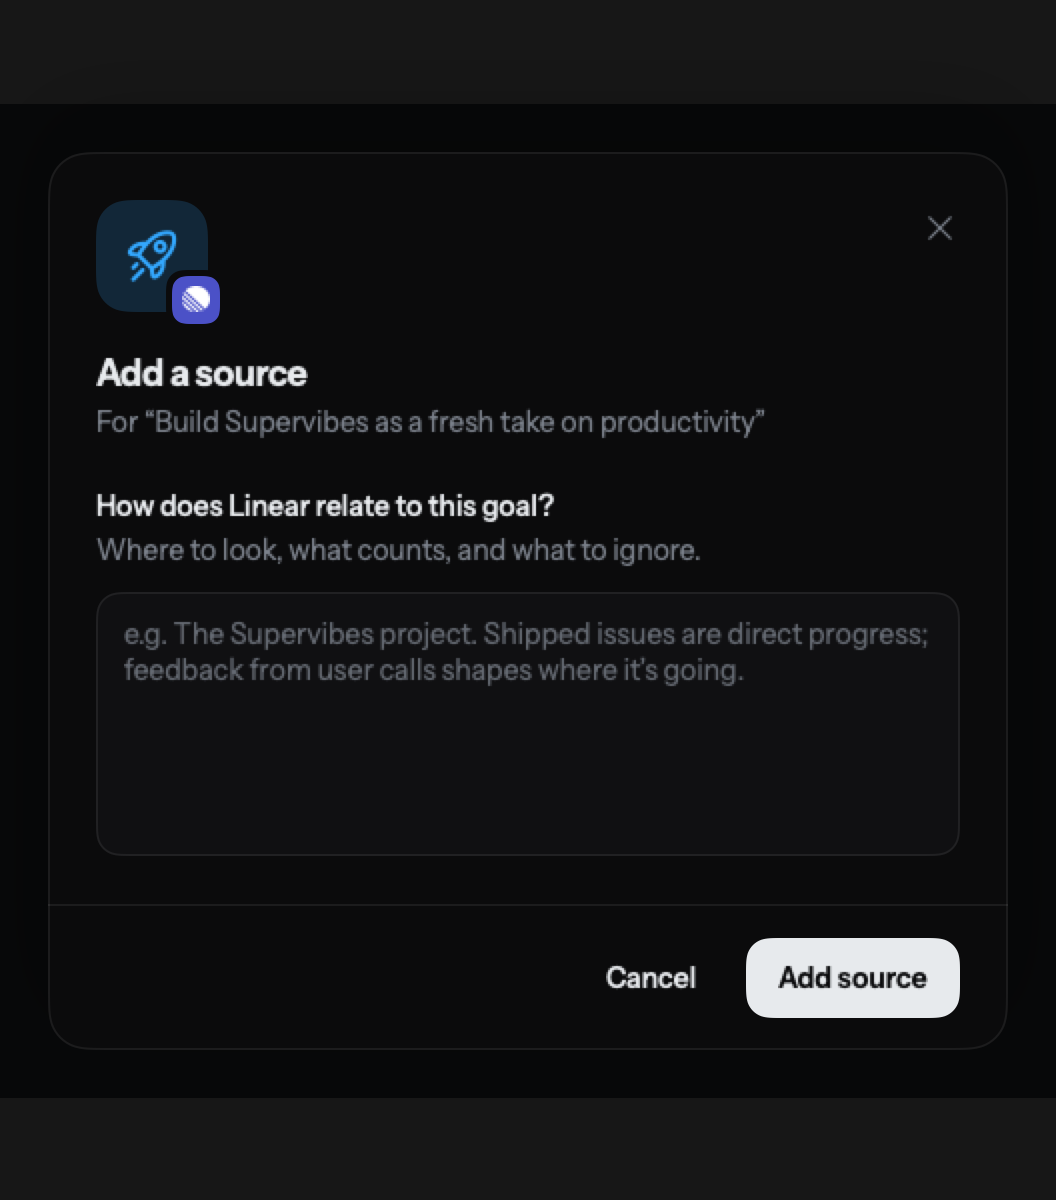 Add a source
For “Build Supervibes as a fresh take on productivity”
How does Linear relate to this goal?
Where to look, what counts, and what to ignore.
e.g. The Supervibes project. Shipped issues are direct progress;
feedback from user calls shapes where it's going.
Cancel
Add source